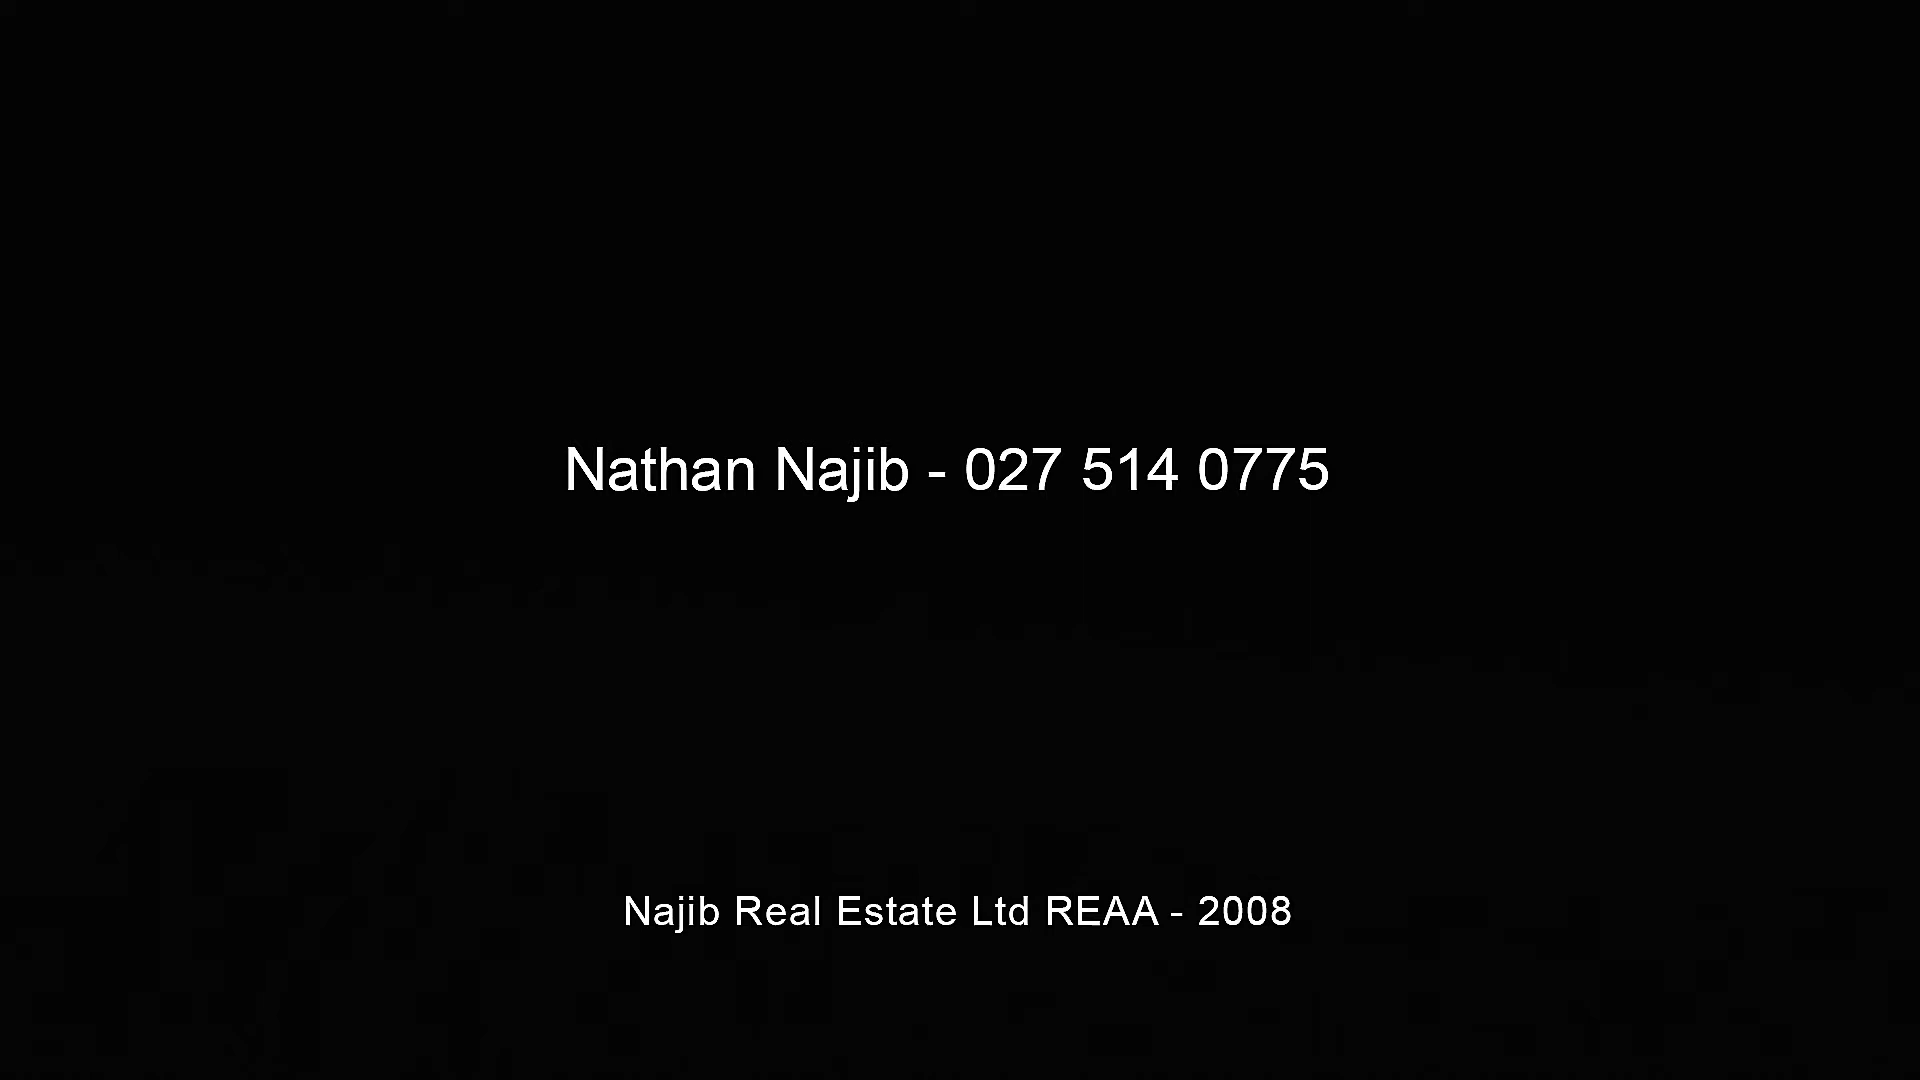 Nathan Najib - 027 514 0775
Najib Real Estate Ltd REAA - 2008